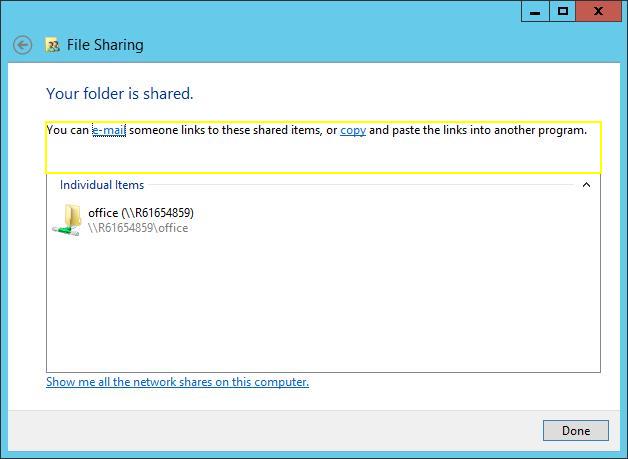 File Sharing
Your folder is shared.
You can e-mail someone links to these shared items, or copy and paste the links into another program.
Individual Items
office (\\R61654859)
\\R61654859\office
Show me all the network shares on this computer.
Done